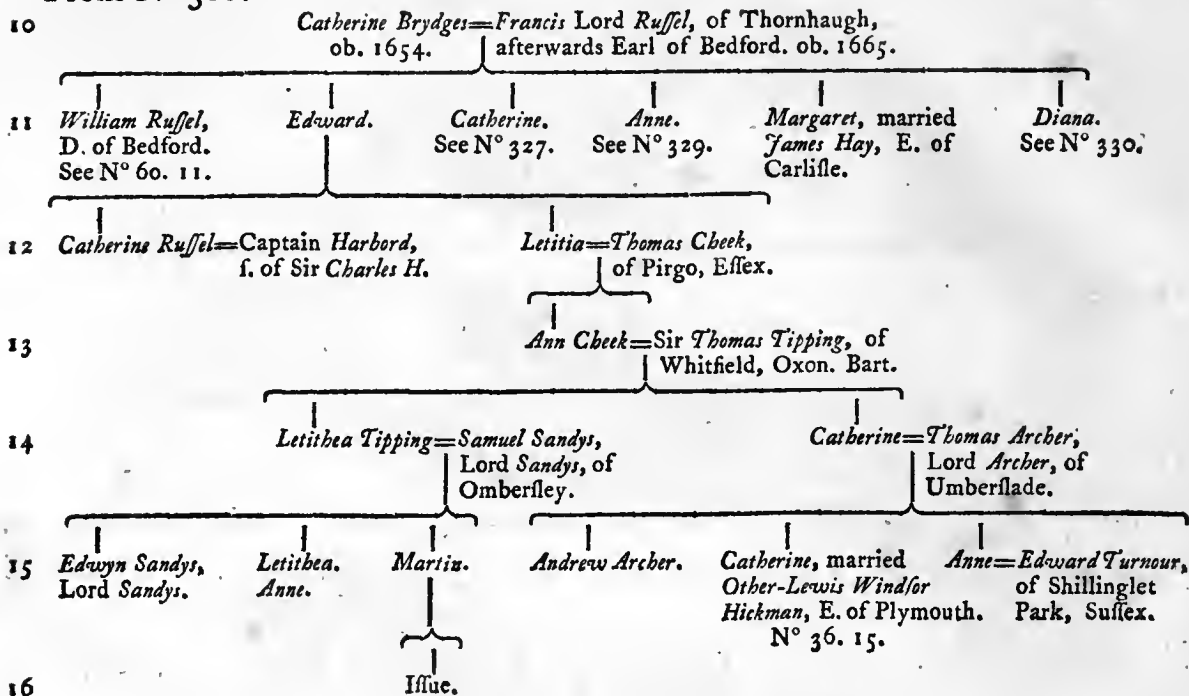 10 Catherine Brydges=Francis Lord Ruſſel, of Thornhaugh,
ob. 1654. afterwards Earl of Bedford. ob. 1665.
11 William Ruſſel, Edward. Catherine. Anne. Margaret, married Diana.
D. of Bedford. See N° 327. See N° 329. James Hay, E. of See N° 330.
See N° 60. 11. Carliſle.
12 Catherine Ruſſel=Captain Harbord, Letitia=Thomas Cheek,
ſ. of Sir Charles H. of Pirgo, Eſſex.
13 Ann Cheek=Sir Thomas Tipping, of
Whitfield, Oxon. Bart.
14 Letithea Tipping=Samuel Sandys, Catherine=Thomas Archer,
Lord Sandys, of Lord Archer, of
Omberſley. Umberſlade.
15 Edwyn Sandys, Letithea. Martin. Andrew Archer. Catherine, married Anne=Edward Turnour,
Lord Sandys. Anne. Other-Lewis Windſor of Shillinglet
Hickman, E. of Plymouth. Park, Suſſex.
N° 36. 15.
16 Iſſue.